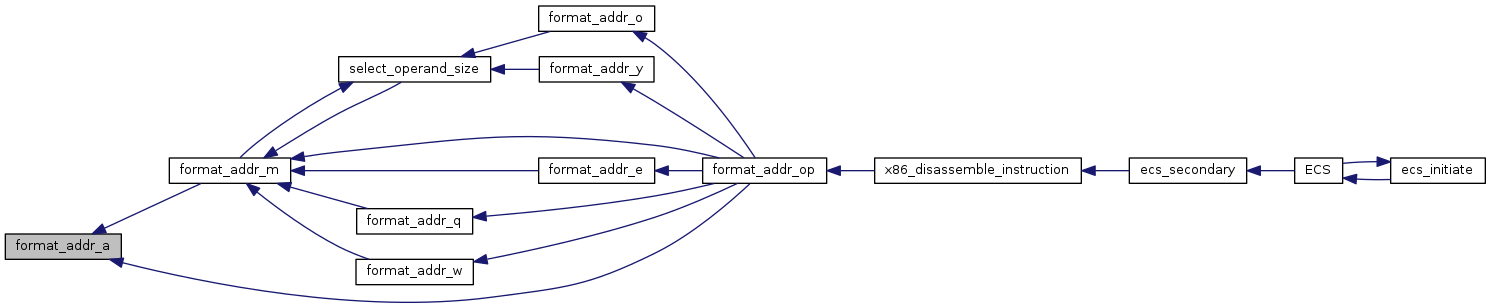 format_addr_o
select_operand_size
format_addr_y
format_addr_m
format_addr_e
format_addr_op
x86_disassemble_instruction
ecs_secondary
ECS
ecs_initiate
format_addr_q
format_addr_a
format_addr_w